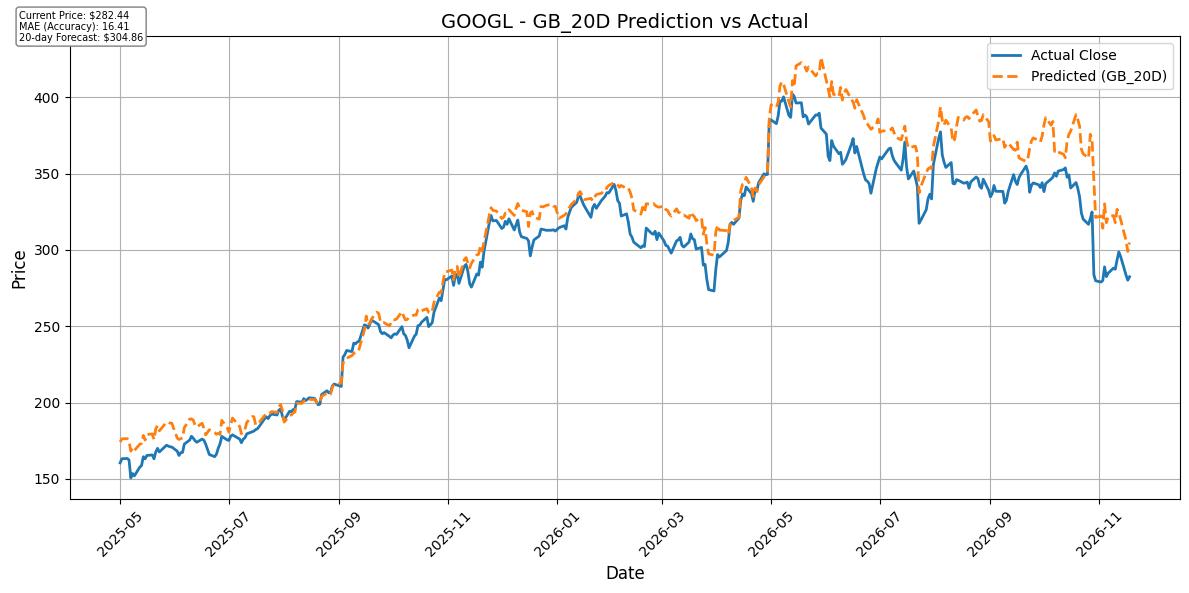 Current Price: $282.44
MAE (Accuracy): 16.41
20-day Forecast: $304.86
GOOGL - GB_20D Prediction vs Actual
Actual Close
Predicted (GB_20D)
Price
400
350
300
250
200
150
2025-05
2025-07
2025-09
2025-11
2026-01
2026-03
2026-05
2026-07
2026-09
2026-11
Date